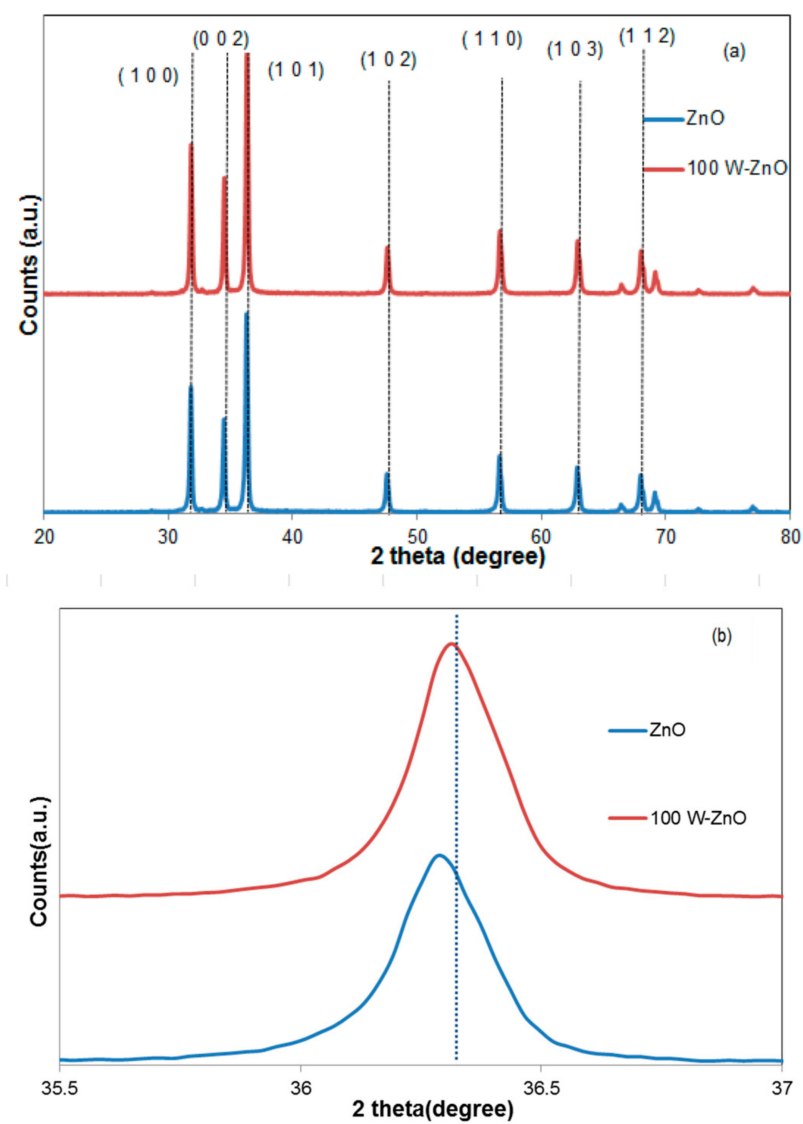 (0 0 2)
(1 1 0)
(1 1 2)
(a)
(1 0 0)
(1 0 1)
(1 0 2)
(1 0 3)
ZnO
100 W-ZnO
Counts (a.u.)
20 30 40 50 60 70 80
2 theta (degree)
(b)
ZnO
100 W-ZnO
Counts(a.u.)
35.5 36 36.5 37
2 theta(degree)